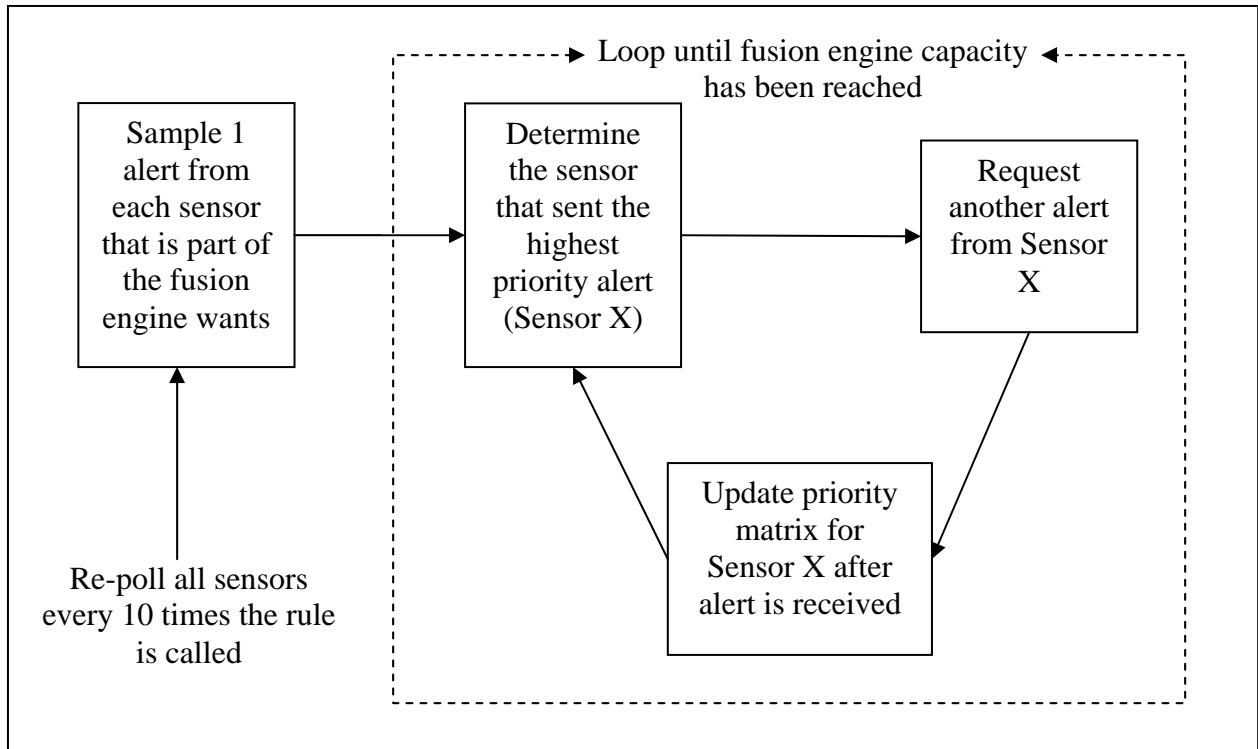 Loop until fusion engine capacity
has been reached
Sample 1
alert from
each sensor
that is part of
the fusion
engine wants
Determine
the sensor
that sent the
highest
priority alert
(Sensor X)
Request
another alert
from Sensor
X
Update priority
matrix for
Sensor X after
alert is received
Re-poll all sensors
every 10 times the rule
is called